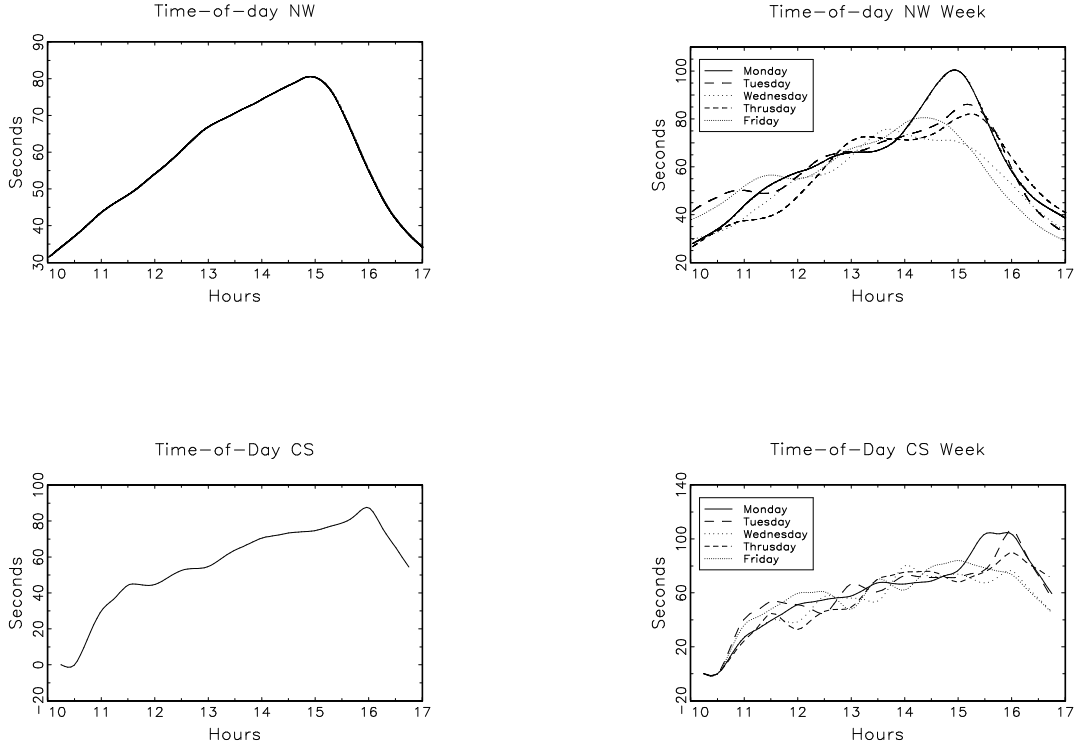 Time-of-day NW
90
80
70
60
50
40
30
Seconds
10 11 12 13 14 15 16 17
Hours
Time-of-day NW Week
100
80
60
40
20
Seconds
Monday
Tuesday
Wednesday
Thrusday
Friday
10 11 12 13 14 15 16 17
Hours
Time-of-Day CS
100
80
60
40
20
0
-20
Seconds
10 11 12 13 14 15 16 17
Hours
Time-of-Day CS Week
140
100
60
20
-20
Seconds
Monday
Tuesday
Wednesday
Thrusday
Friday
10 11 12 13 14 15 16 17
Hours